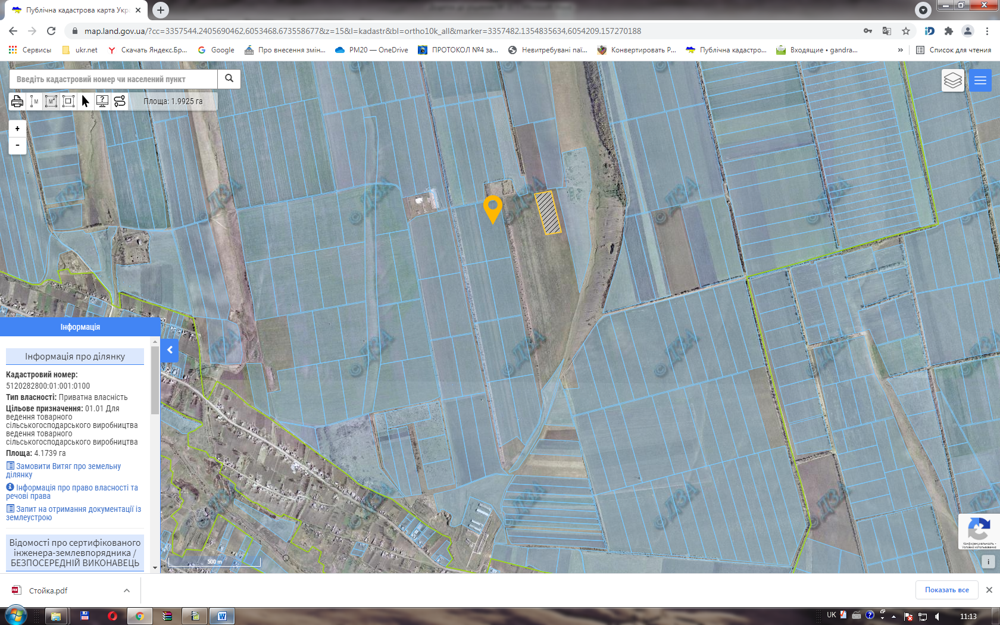 Публічна кадастрова карта Укра
map.land.gov.ua/?cc=3357544.2405690462,6053468.673558677&z=15&l=kadastr&bl=ortho10k_all&marker=3357482.1354835634,6054209.157270188
Сервисы
ukr.net
Скачать Яндекс.Бр...
Google
Про внесення змін...
PM20 — OneDrive
ПРОТОКОЛ №4 за...
Невитребувані паї...
Конвертировать P...
Публічна кадастро...
Входящие • gandra...
»
Список для чтения
Введіть кадастровий номер чи населений пункт
М
М²
Площа: 1.9925 га
+
-
© ДЗА
Інформація
Інформація про ділянку
Кадастровий номер:
5120282800:01:001:0100
Тип власності: Приватна власність
Цільове призначення: 01.01 Для
ведення товарного
сільськогосподарського виробництва
ведення товарного
сільськогосподарського виробництва
Площа: 4.1739 га
Замовити Витяг про земельну
ділянку
Інформація про право власності та
речові права
Запит на отримання документації із
землеустрою
Відомості про сертифікованого
інженера-землевпорядника /
БЕЗПОСЕРЕДНІЙ ВИКОНАВЕЦЬ
500 m
Конфиденциальность -
Условия использования
i
Стойка.pdf
Показать все
UK
11:13